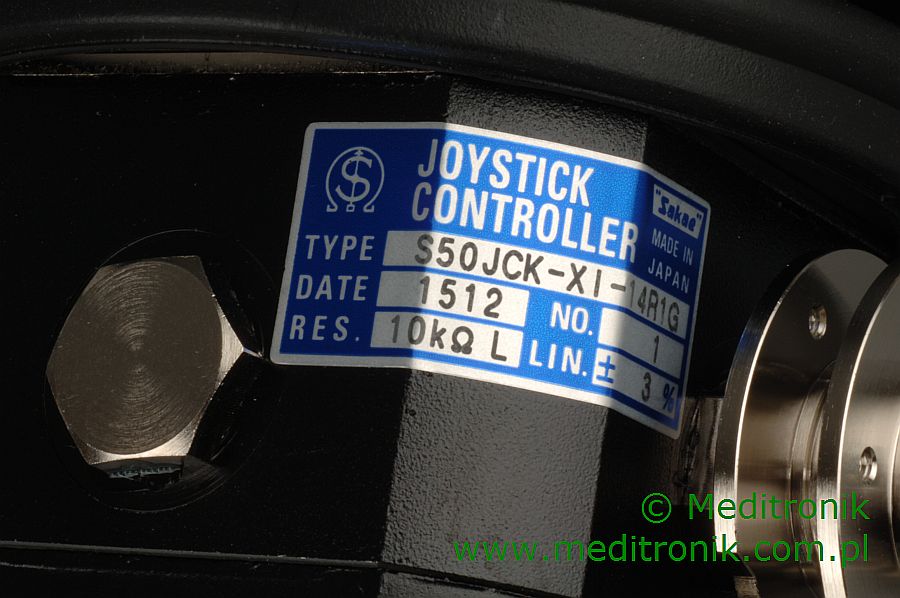 JOYSTICK
CONTROLLER
"Sakae"
MADE IN
JAPAN
TYPE S50JCK-XI-14R1G
DATE 1512 NO. 1
RES. 10kΩ L LIN. ± 3 %
© Meditronik
www.meditronik.com.pl